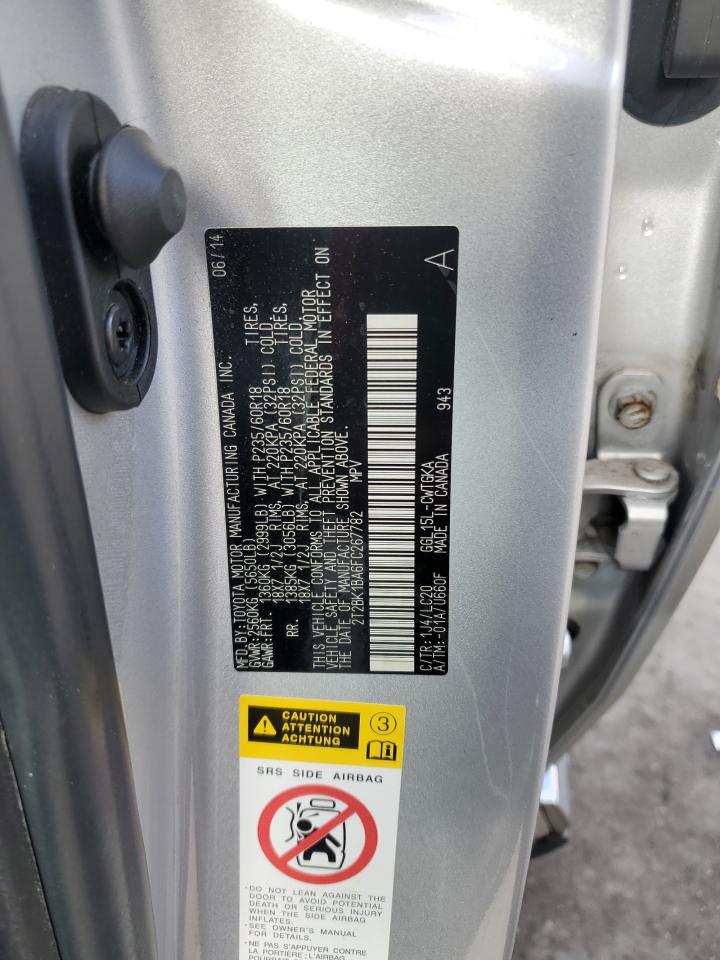 MFD.BY:TOYOTA MOTOR MANUFACTURING CANADA INC. 06/14
GVWR:2560KG (5650LB)
GAWR:FRT 1360KG (2999LB) WITH P235/60R18 TIRES,
18X7 1/2J RIMS, AT 220KPA (32PSI) COLD.
RR. 1385KG (3056LB) WITH P235/60R18 TIRES,
18X7 1/2J RIMS, AT 220KPA (32PSI) COLD.
THIS VEHICLE CONFORMS TO ALL APPLICABLE FEDERAL MOTOR
VEHICLE SAFETY AND THEFT PREVENTION STANDARDS IN EFFECT ON
THE DATE OF MANUFACTURE SHOWN ABOVE.
2T2BK1BA6FC267782 MPV
C/TR:1J4/LC20 GGL15L-CWTGKA
A/TM:-01A/U660F MADE IN CANADA 943 A
CAUTION
ATTENTION
ACHTUNG
3
SRS SIDE AIRBAG
·DO NOT LEAN AGAINST THE
DOOR TO AVOID POTENTIAL
DEATH OR SERIOUS INJURY
WHEN THE SIDE AIRBAG
INFLATES.
·SEE OWNER'S MANUAL
FOR MORE INFORMATION.
·NE PAS S'APPUYER CONTRE
LA PORTIÈRE; L'AIRBAG